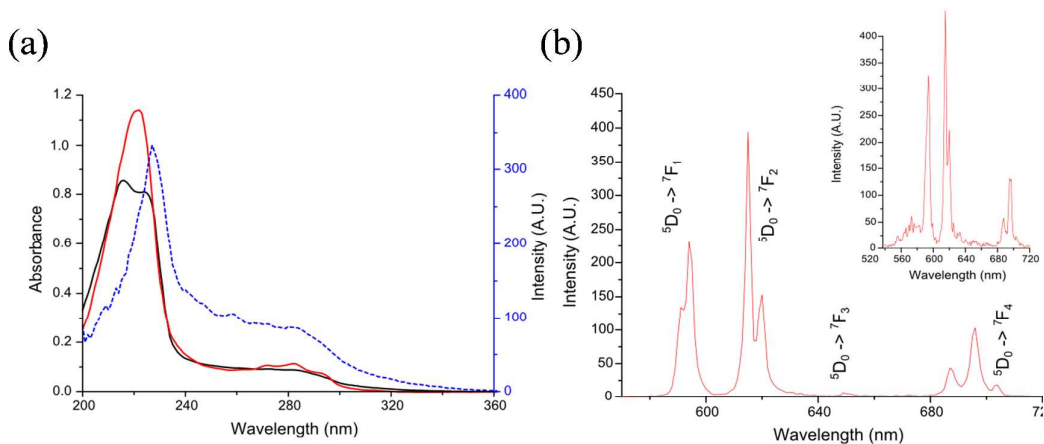 (a)
Absorbance
1.2
1.0
0.8
0.6
0.4
0.2
0.0
200 240 280 320 360
Wavelength (nm)
400
300
200
100
0
Intensity (A.U.)
(b)
Intensity (A.U.)
450
400
350
300
250
200
150
100
50
0
600 640 680 72
Wavelength (nm)
⁵D₀ -> ⁷F₁
⁵D₀ -> ⁷F₂
⁵D₀ -> ⁷F₃
⁵D₀ -> ⁷F₄
Intensity (A.U.)
400
350
300
250
200
150
100
50
0
520 560 600 640 680 720
Wavelength (nm)